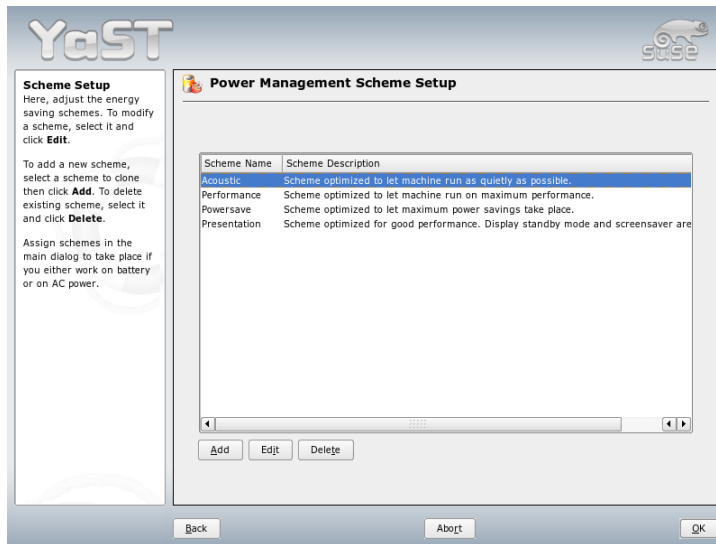 YaST
SUSE
Scheme Setup
Here, adjust the energy
saving schemes. To modify
a scheme, select it and
click Edit.
To add a new scheme,
select a scheme to clone
then click Add. To delete
existing scheme, select it
and click Delete.
Assign schemes in the
main dialog to take place if
you either work on battery
or on AC power.
Power Management Scheme Setup
Scheme Name Scheme Description
Acoustic Scheme optimized to let machine run as quietly as possible.
Performance Scheme optimized to let machine run on maximum performance.
Powersave Scheme optimized to let maximum power savings take place.
Presentation Scheme optimized for good performance. Display standby mode and screensaver are
Add Edit Delete
Back Abort OK